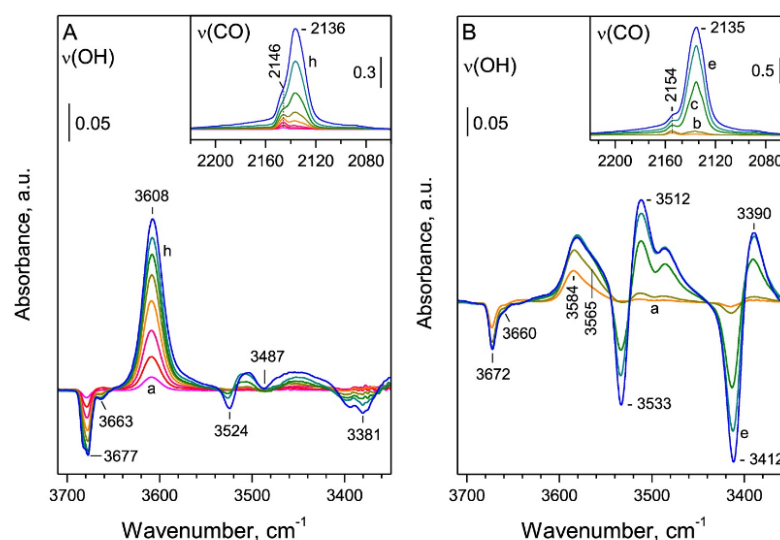 A
ν(OH)
0.05
ν(CO)
2136
2146
h
0.3
2200 2160 2120 2080
3608
h
a
3663
3677
3524
3487
3381
3700 3600 3500 3400
Wavenumber, cm-1
Absorbance, a.u.
B
ν(OH)
0.05
ν(CO)
2135
2154
e
c
b
0.5
2200 2160 2120 2080
3512
3390
3584
3565
a
3660
3672
3533
e
3412
3700 3600 3500 3400
Wavenumber, cm-1
Absorbance, a.u.